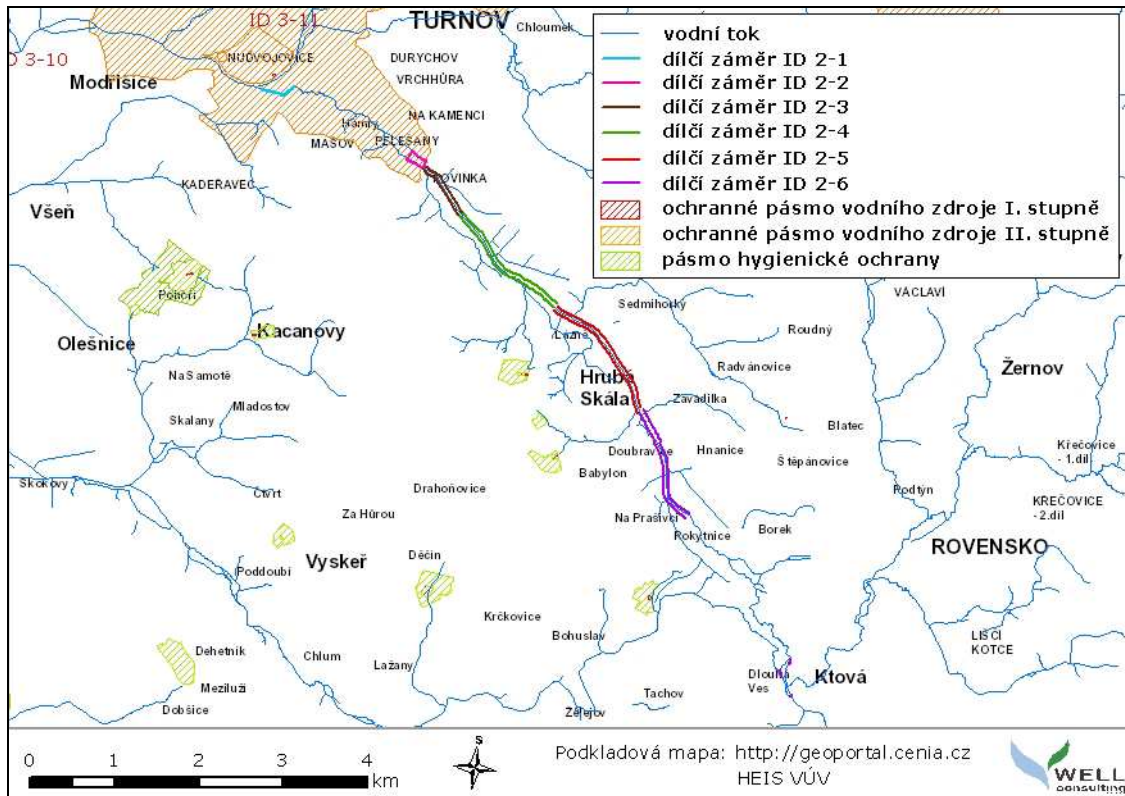 TURNOV
ID 3-11
Chloumek
3-10
NUDVOJOVICE
DURYCHOV
VRCHHŮRA
Modřišice
NA KAMENCI
Hamry
MAŠOV
PELEŠANY
ROVINKA
KADEŘAVEC
Všeň
vodní tok
dílčí záměr ID 2-1
dílčí záměr ID 2-2
dílčí záměr ID 2-3
dílčí záměr ID 2-4
dílčí záměr ID 2-5
dílčí záměr ID 2-6
ochranné pásmo vodního zdroje I. stupně
ochranné pásmo vodního zdroje II. stupně
pásmo hygienické ochrany
VÁCLAVÍ
Pohoří
Sedmihorky
Kacanovy
Lázně
Roudný
Olešnice
Radvánovice
Žernov
Na Samotě
Hrubá
Skála
Mladostov
Závadilka
Skalany
Blatec
Doubravice
Hnanice
Křečovice
- 1.díl
Štěpánovice
Babylon
Skokovy
Čtvrt
Drahoňovice
Podtýn
KŘEČOVICE
- 2.díl
Za Hůrou
Na Prašivci
Borek
Rokytnice
ROVENSKO
Vyskeř
Děčín
Poddoubí
Krčkovice
Bohuslav
LIŠČÍ
KOTCE
Dehetník
Chlum
Lažany
Dlouhá
Ves
Ktová
Meziluží
Tachov
Dobšice
Želejov
0 1 2 3 4
km
S
Podkladová mapa: http://geoportal.cenia.cz
HEIS VÚV
WELL
consulting